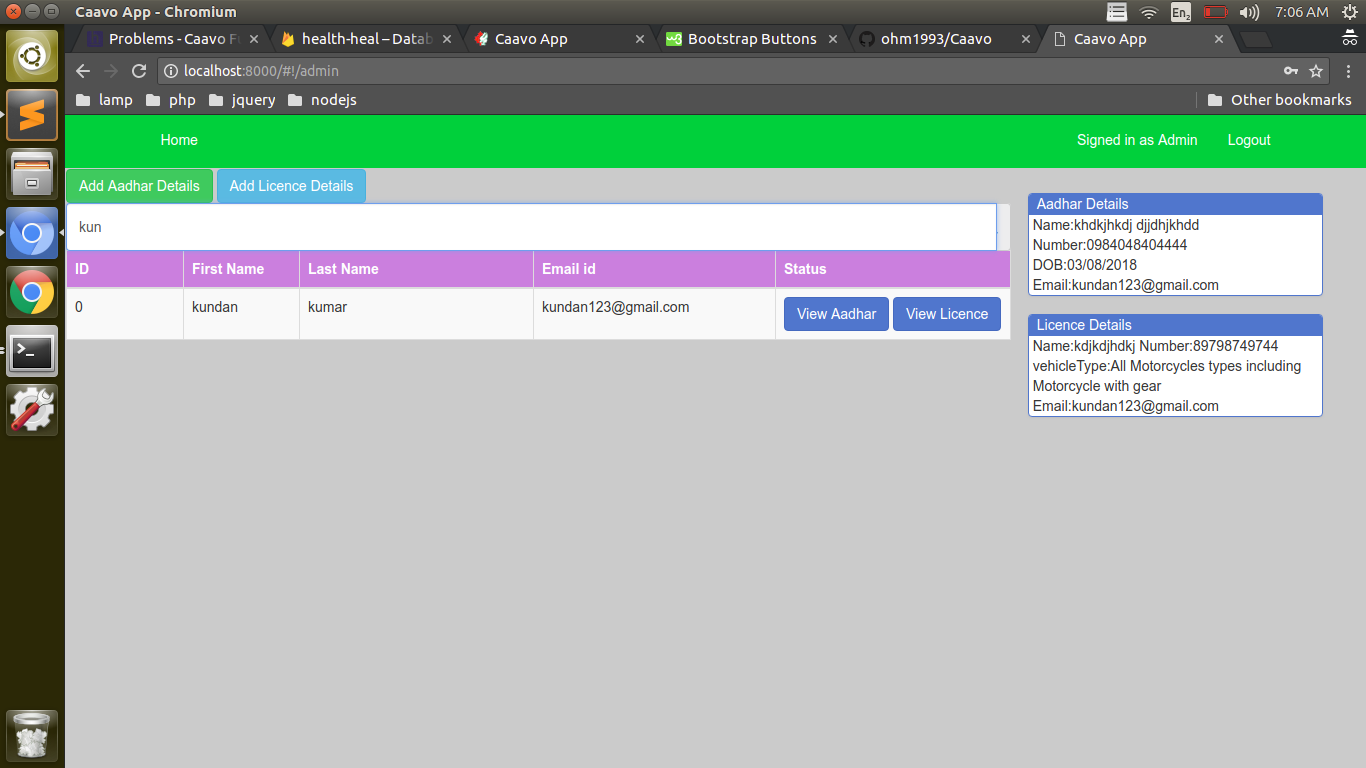 Caavo App - Chromium
En2
7:06 AM
Problems - Caavo F
health-heal – Datab
Caavo App
Bootstrap Buttons
ohm1993/Caavo
Caavo App
localhost:8000/#!/admin
lamp
php
jquery
nodejs
Other bookmarks
Home
Signed in as Admin
Logout
Add Aadhar Details
Add Licence Details
kun
ID
First Name
Last Name
Email id
Status
0
kundan
kumar
kundan123@gmail.com
View Aadhar
View Licence
Aadhar Details
Name:khdkjhkdj djjdhjkhdd
Number:0984048404444
DOB:03/08/2018
Email:kundan123@gmail.com
Licence Details
Name:kdjkdjhdkj Number:89798749744
vehicleType:All Motorcycles types including
Motorcycle with gear
Email:kundan123@gmail.com